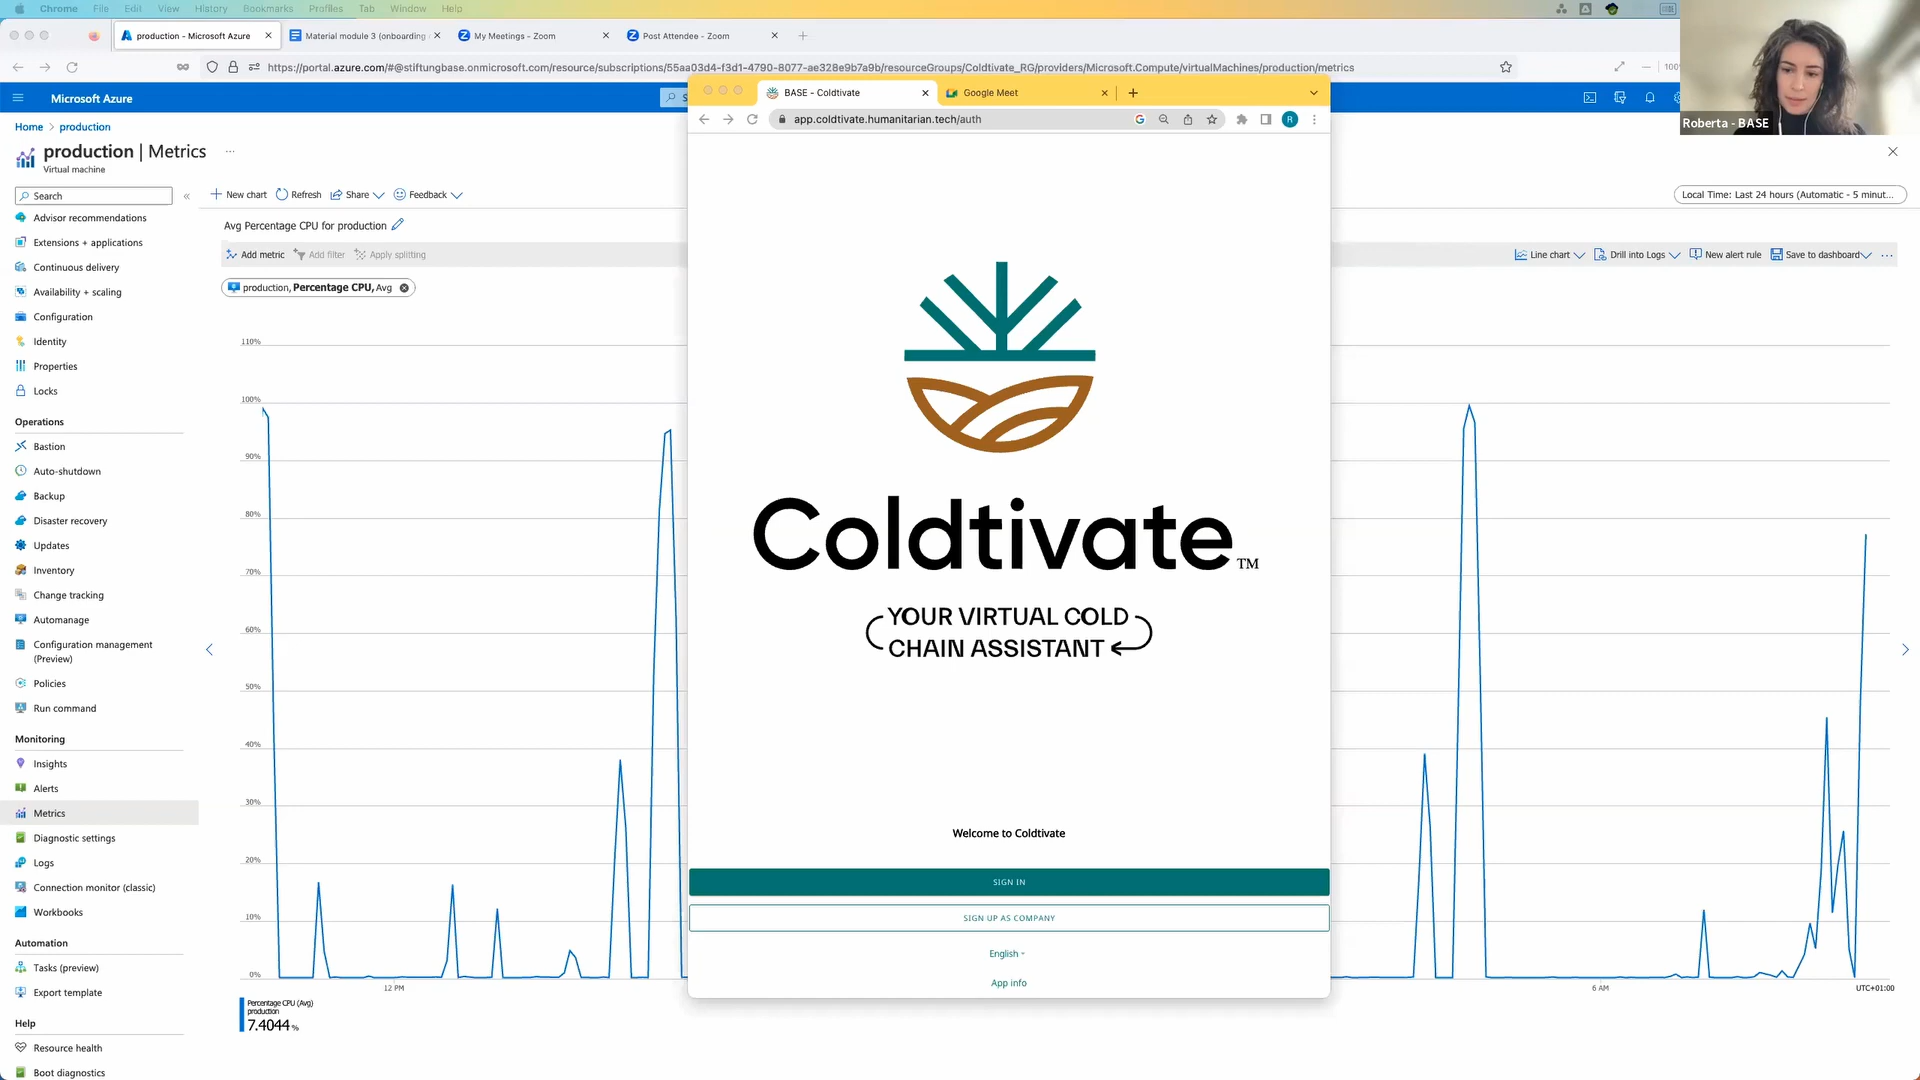 Chrome File Edit View History Bookmarks Profiles Tab Window Help
production - Microsoft Azure
Material module 3 (onboarding
My Meetings - Zoom
Post Attendee - Zoom
https://portal.azure.com/#@stiftungbase.onmicrosoft.com/resource/subscriptions/55aa03d4-f3d1-4790-8077-ae328e9b7a9b/resourceGroups/Coldtivate_RG/providers/Microsoft.Compute/virtualMachines/production/metrics
100
Microsoft Azure
Home > production
production | Metrics ...
Virtual machine
Search
Advisor recommendations
Extensions + applications
Continuous delivery
Availability + scaling
Configuration
Identity
Properties
Locks
Operations
Bastion
Auto-shutdown
Backup
Disaster recovery
Updates
Inventory
Change tracking
Automanage
Configuration management
(Preview)
Policies
Run command
Monitoring
Insights
Alerts
Metrics
Diagnostic settings
Logs
Connection monitor (classic)
Workbooks
Automation
Tasks (preview)
Export template
Help
Resource health
Boot diagnostics
New chart Refresh Share Feedback
Local Time: Last 24 hours (Automatic - 5 minut...
Avg Percentage CPU for production
Add metric Add filter Apply splitting
Line chart Drill into Logs New alert rule Save to dashboard ...
production, Percentage CPU, Avg
110%
100%
90%
80%
70%
60%
50%
40%
30%
20%
10%
0%
12 PM
6 AM
UTC+01:00
Percentage CPU (Avg)
production
7.4044 %
BASE - Coldtivate
Google Meet
app.coldtivate.humanitarian.tech/auth
R
Coldtivate TM
YOUR VIRTUAL COLD
CHAIN ASSISTANT
Welcome to Coldtivate
SIGN IN
SIGN UP AS COMPANY
English
App info
Roberta - BASE